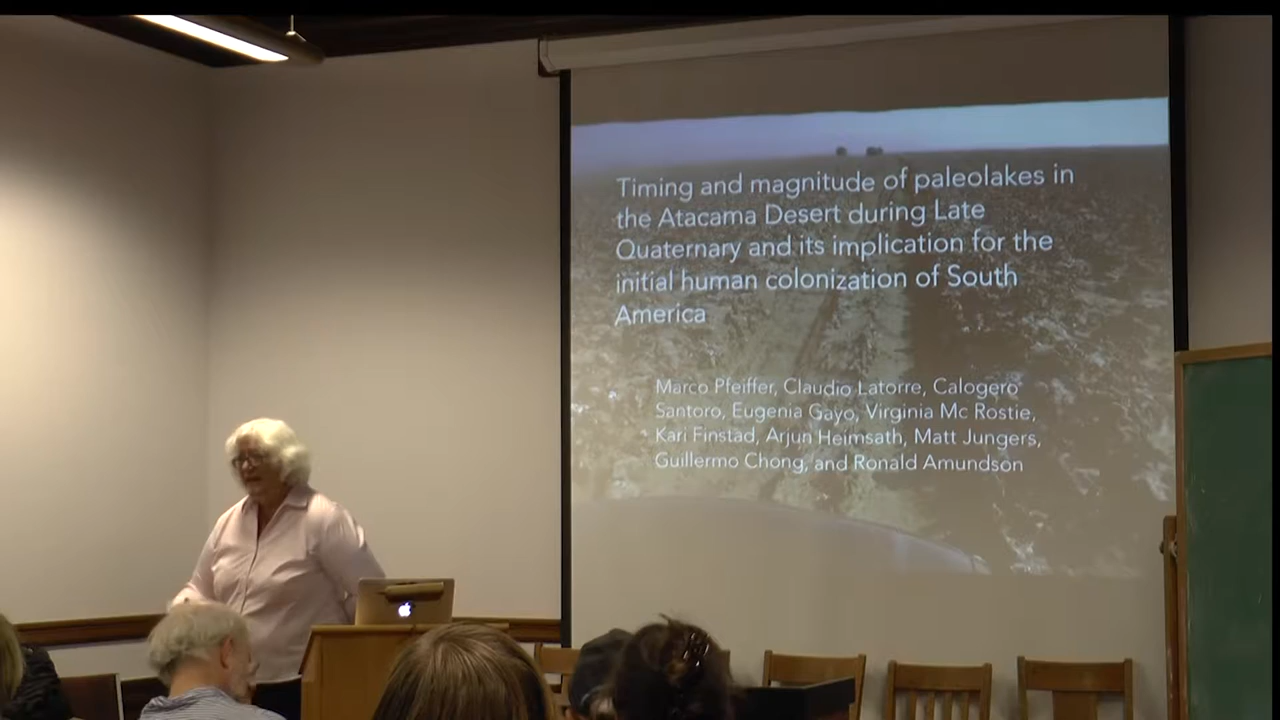 Timing and magnitude of paleolakes in
the Atacama Desert during Late
Quaternary and its implication for the
initial human colonization of South
America
Marco Pfeiffer, Claudio Latorre, Calogero
Santoro, Eugenia Gayo, Virginia Mc Rostie,
Kari Finstad, Arjun Heimsath, Matt Jungers,
Guillermo Chong, and Ronald Amundson